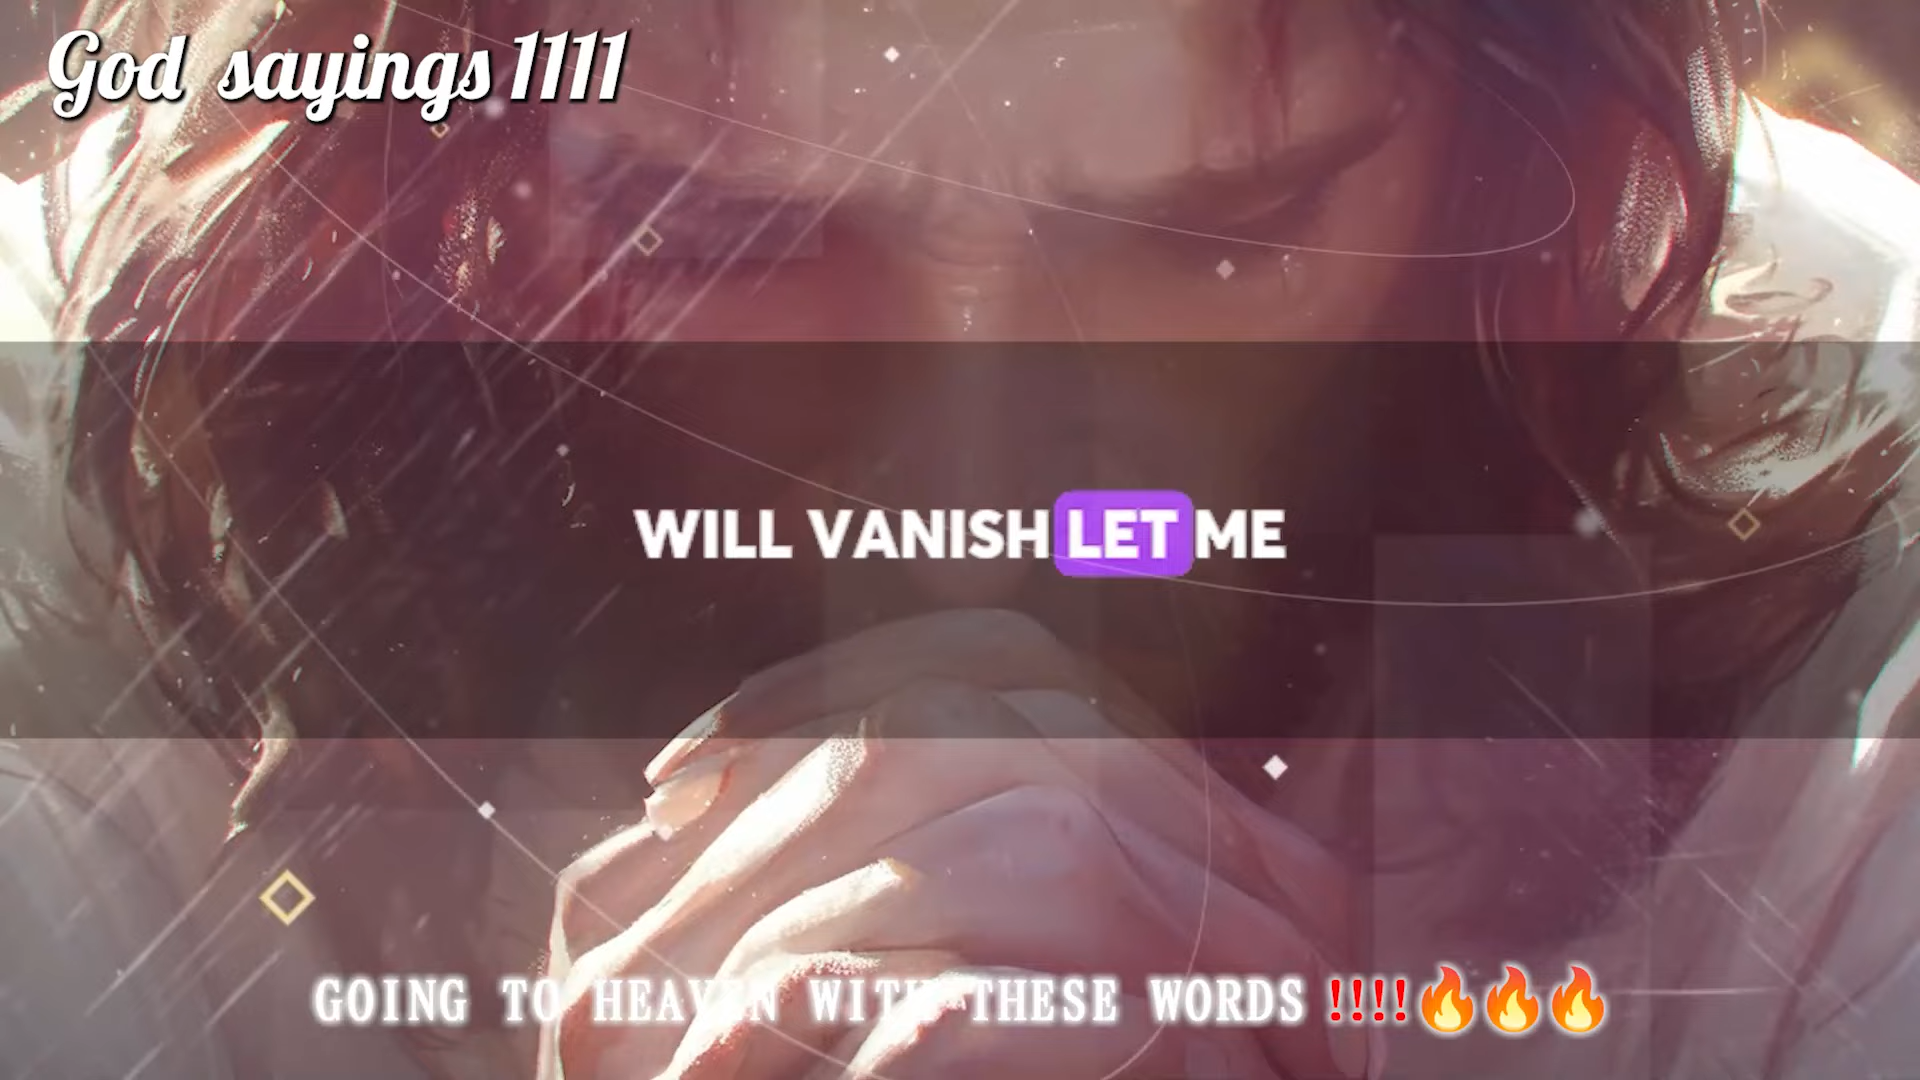 God sayings 1111
WILL VANISH LET ME
GOING TO HEAVEN WITH THESE WORDS !!!!🔥🔥🔥